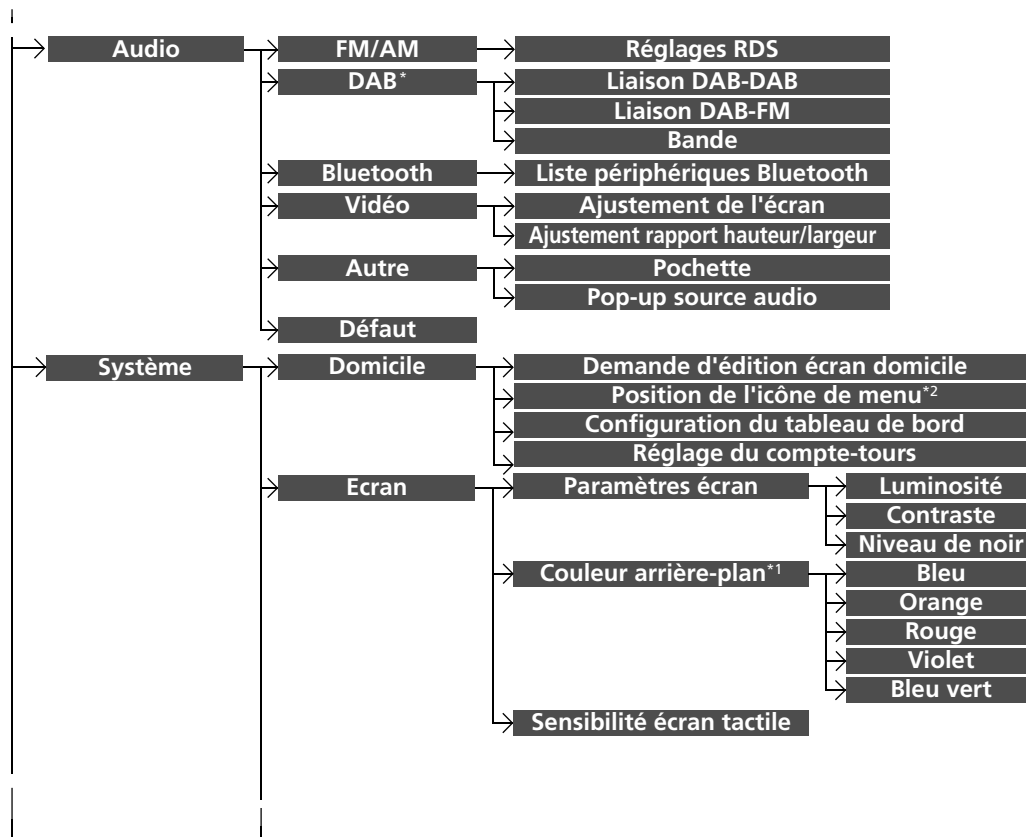 Audio
FM/AM
Réglages RDS
DAB*
Liaison DAB-DAB
Liaison DAB-FM
Bande
Bluetooth
Liste périphériques Bluetooth
Vidéo
Ajustement de l'écran
Ajustement rapport hauteur/largeur
Autre
Pochette
Pop-up source audio
Défaut
Système
Domicile
Demande d'édition écran domicile
Position de l'icône de menu*2
Configuration du tableau de bord
Réglage du compte-tours
Ecran
Paramètres écran
Luminosité
Contraste
Niveau de noir
Couleur arrière-plan*1
Bleu
Orange
Rouge
Violet
Bleu vert
Sensibilité écran tactile